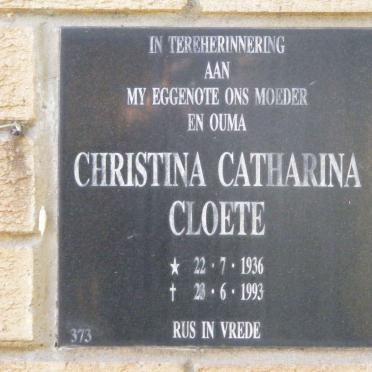 IN TEREHERINNERING
AAN
MY EGGENOTE ONS MOEDER
EN OUMA
CHRISTINA CATHARINA
CLOETE
★ 22 · 7 · 1936
† 28 · 6 · 1993
RUS IN VREDE
373